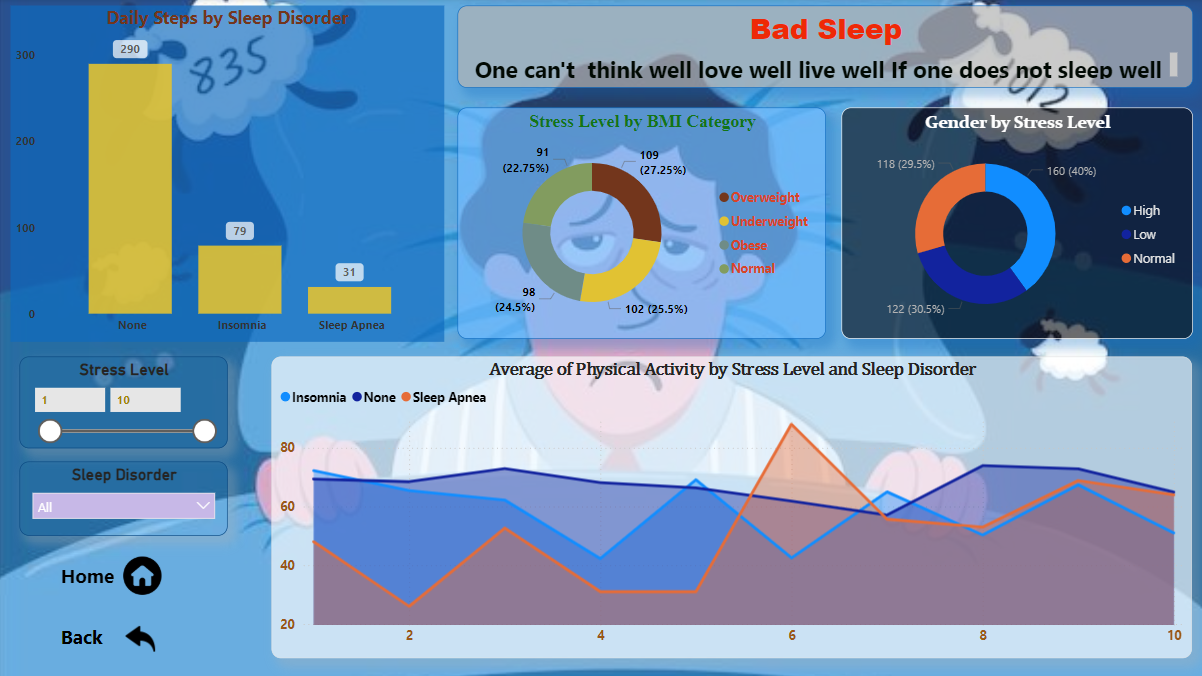 Daily Steps by Sleep Disorder
300
200
100
0
290
79
31
None
Insomnia
Sleep Apnea
835
Bad Sleep
One can't think well love well live well If one does not sleep well
1012
Stress Level by BMI Category
91
(22.75%)
109
(27.25%)
98
(24.5%)
102 (25.5%)
Overweight
Underweight
Obese
Normal
Gender by Stress Level
118 (29.5%)
160 (40%)
122 (30.5%)
High
Low
Normal
Stress Level
1
10
Sleep Disorder
All
Home
Back
Average of Physical Activity by Stress Level and Sleep Disorder
Insomnia None Sleep Apnea
80
60
40
20
2 4 6 8 10